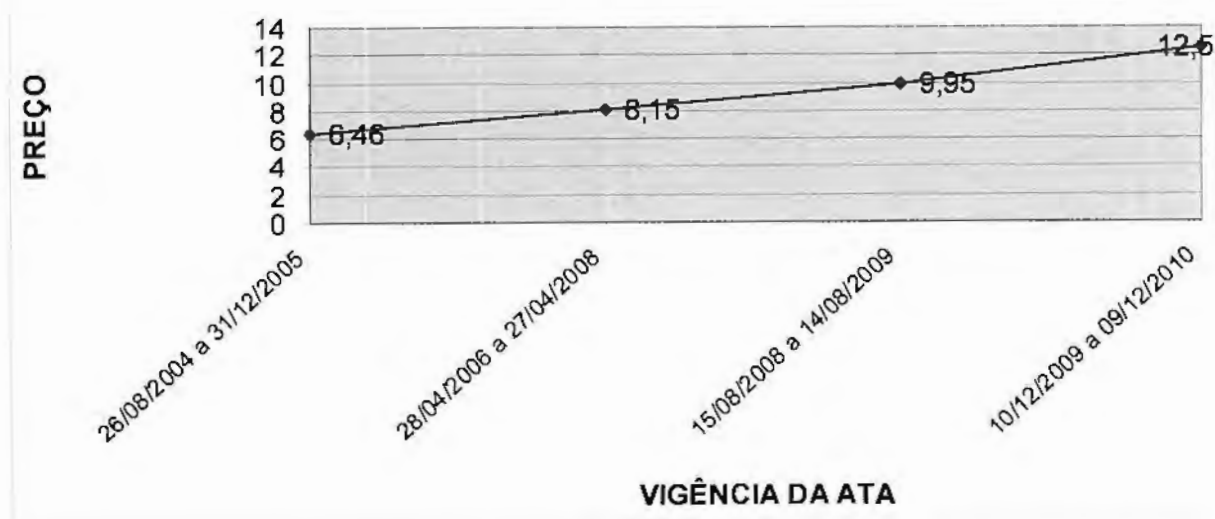 PREÇO
14
12
10
8
6
4
2
0
6,46
8,15
9,95
12,5
26/08/2004 a 31/12/2005
28/04/2006 a 27/04/2008
15/08/2008 a 14/08/2009
10/12/2009 a 09/12/2010
VIGÊNCIA DA ATA